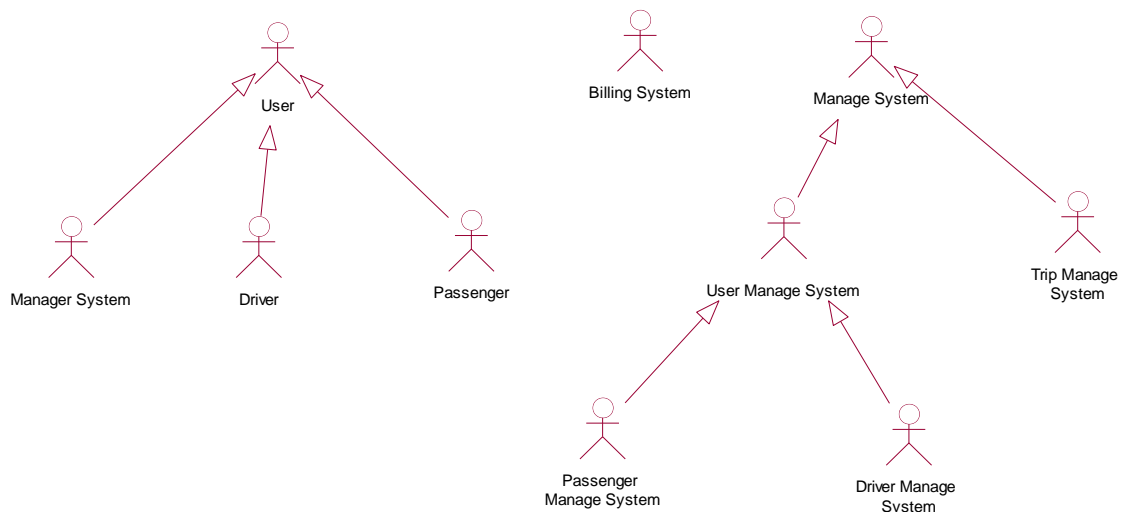 User
Billing System
Manage System
Manager System
Driver
Passenger
User Manage System
Trip Manage
System
Passenger
Manage System
Driver Manage
System